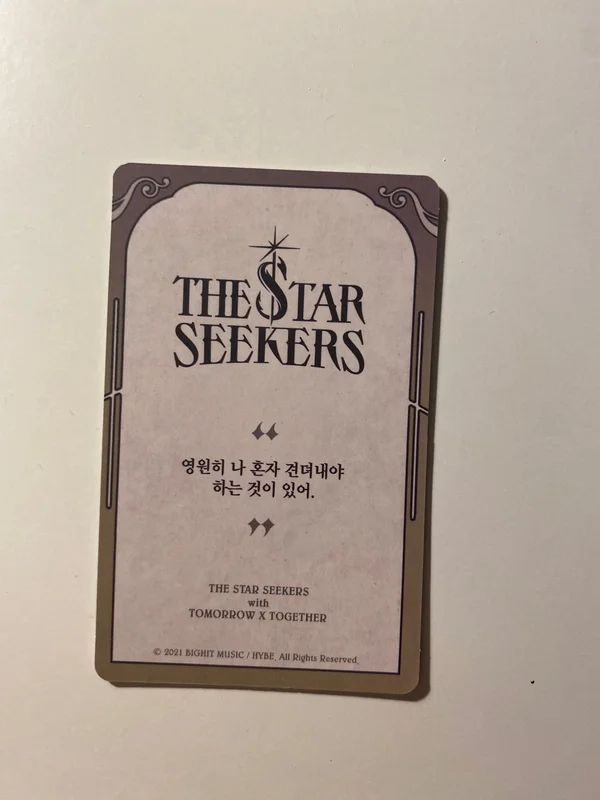 THE STAR
SEEKERS
“
영원히 나 혼자 견뎌내야
하는 것이 있어.
”
THE STAR SEEKERS
with
TOMORROW X TOGETHER
© 2021 BIGHIT MUSIC / HYBE. All Rights Reserved.